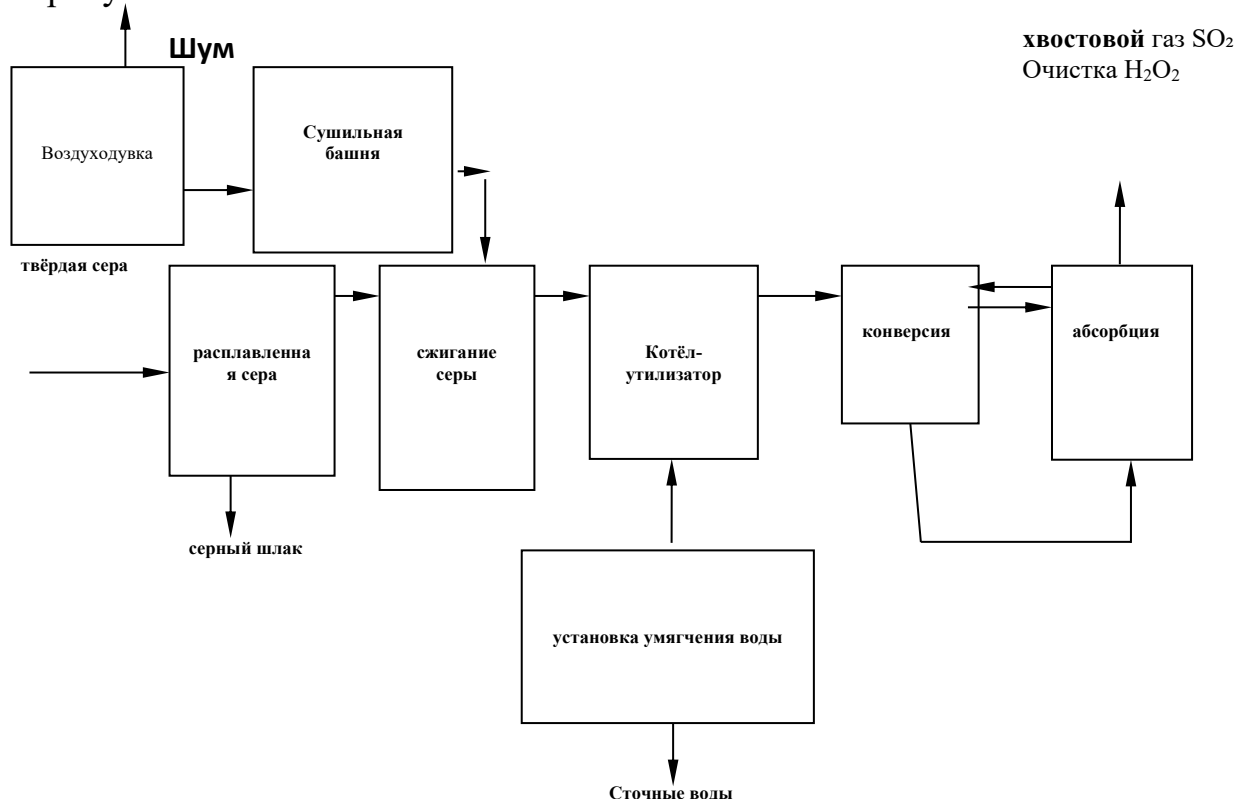 Шум
хвостовой газ SO₂
Очистка H₂O₂
Воздуходувка
Сушильная
башня
твёрдая сера
расплавленна
я сера
сжигание
серы
Котёл-
утилизатор
конверсия
абсорбция
серный шлак
установка умягчения воды
Сточные воды